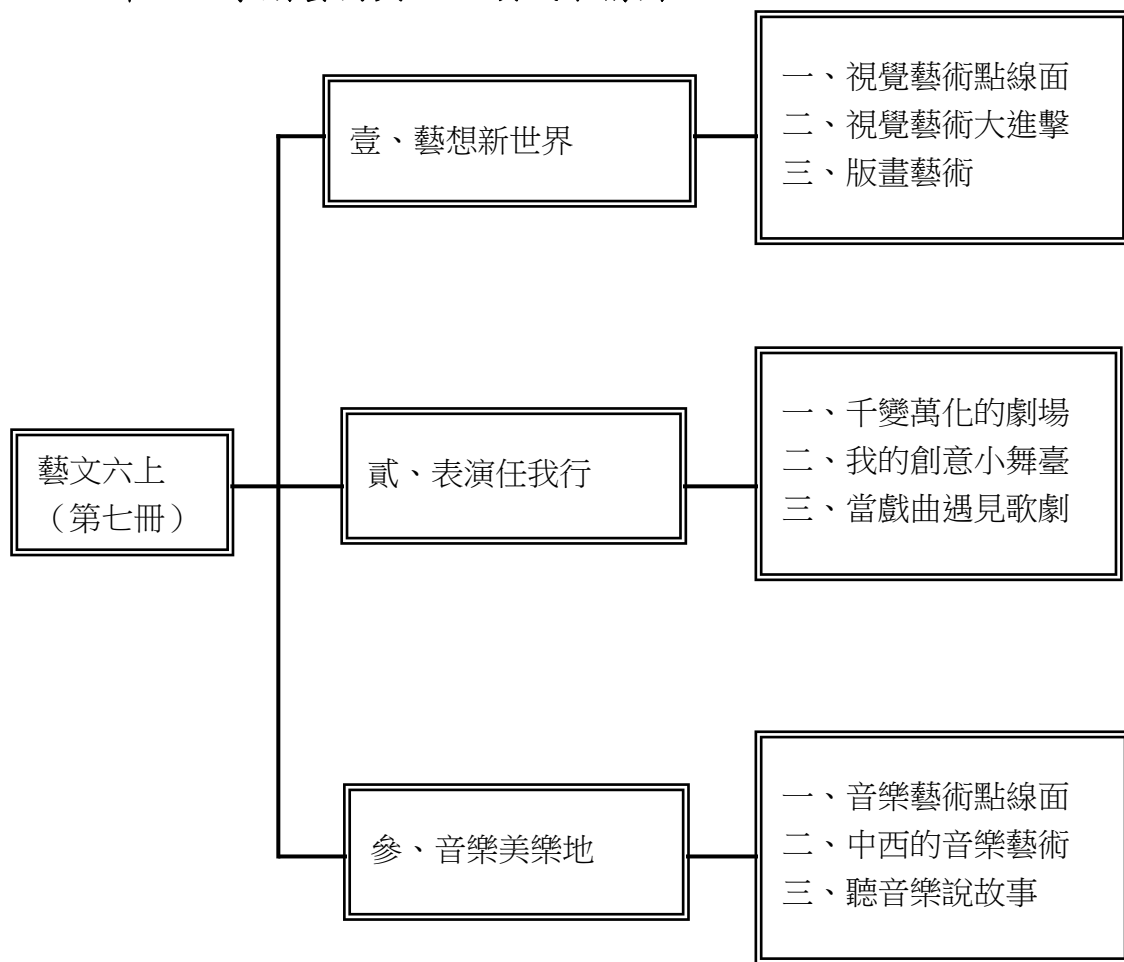 藝文六上
（第七冊）
壹、藝想新世界
一、視覺藝術點線面
二、視覺藝術大進擊
三、版畫藝術
貳、表演任我行
一、千變萬化的劇場
二、我的創意小舞臺
三、當戲曲遇見歌劇
參、音樂美樂地
一、音樂藝術點線面
二、中西的音樂藝術
三、聽音樂說故事